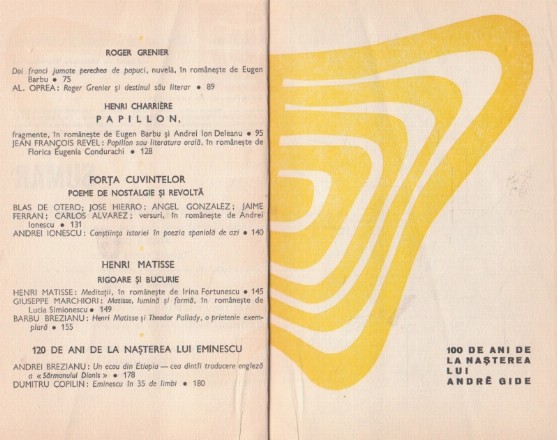 ROGER GRENIER
Doi franci jumate perechea de papuci, nuvelă, în românește de Eugen
Barbu • 75
AL. OPREA: Roger Grenier și destinul său literar • 89
HENRI CHARRIÈRE
PAPILLON,
fragmente, în românește de Eugen Barbu și Andrei Ion Deleanu • 95
JEAN FRANÇOIS REVEL: Papillon sau literatura orală, în românește de
Florica Eugenia Condurachi • 128
FORȚA CUVINTELOR
POEME DE NOSTALGIE ȘI REVOLTĂ
BLAS DE OTERO; JOSE HIERRO; ANGEL GONZALEZ; JAIME
FERRAN; CARLOS ALVAREZ; versuri, în românește de Andrei
Ionescu • 131
ANDREI IONESCU: Conștiința istoriei în poezia spaniolă de azi • 140
HENRI MATISSE
RIGOARE ȘI BUCURIE
HENRI MATISSE: Meditații, în românește de Irina Fortunescu • 145
GIUSEPPE MARCHIORI: Matisse, lumină și formă, în românește de
Lucia Simionescu • 149
BARBU BREZIANU: Henri Matisse și Theodor Pallady, o prietenie exem-
plară • 155
120 DE ANI DE LA NAȘTEREA LUI EMINESCU
ANDREI BREZIANU: Un ecou din Etiopia — cea dintîi traducere engleză
a «Sărmanului Dionis» • 178
DUMITRU COPILIN: Eminescu în 35 de limbi • 180
100 DE ANI DE
LA NAȘTEREA
LUI
ANDRÉ GIDE